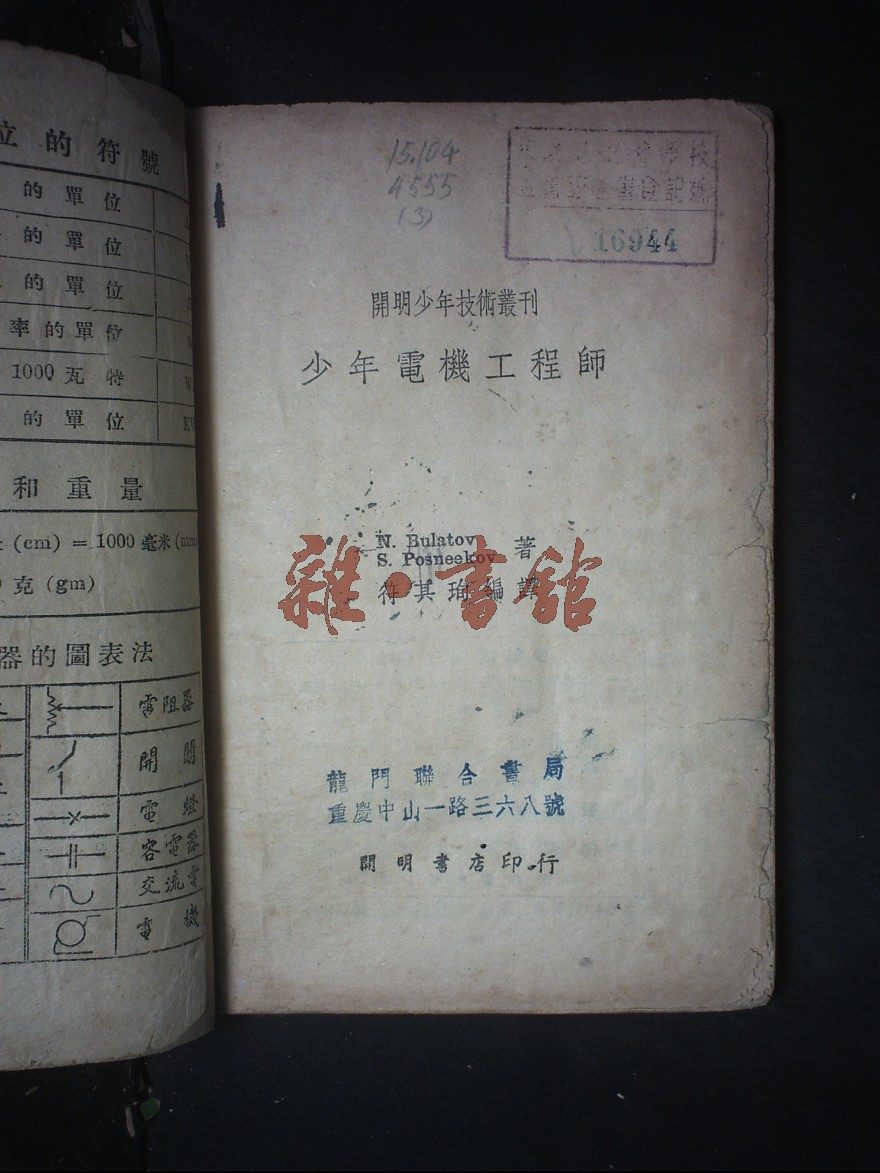 位的符號
的單位
的單位
的單位
率的單位
1000 瓦特
的單位
和重量
(cm) = 1000 毫米 (mm)
克 (gm)
器的圖表法
電阻器
開關
電燈
容電器
交流電
電機
15.104
4555
(3)
16944
開明少年技術叢刊
少年電機工程師
N. Bulatov
S. Posneekov 著
符其珣編譯
雜·書館
龍門聯合書局
重慶中山一路三六八號
開明書店印行